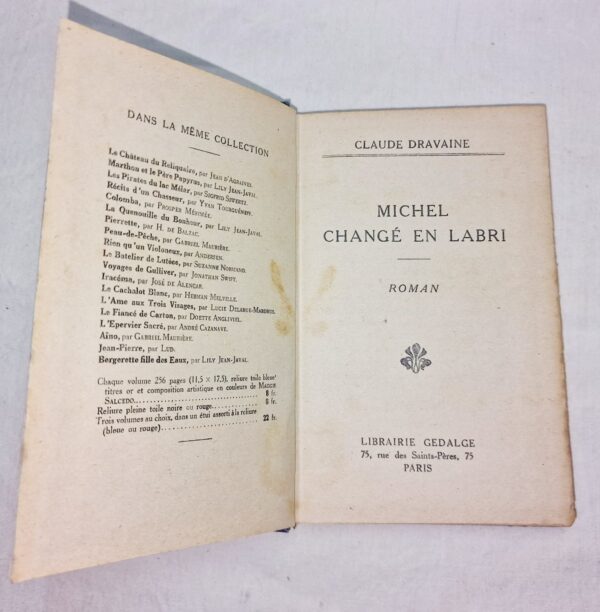 DANS LA MÊME COLLECTION
Le Château du Reliquaire, par JEAN D'AGRAIVES.
Marthon et le Père Papyrus, par LILY JEAN-JAVAL.
Les Pirates du lac Mélar, par SIGFRID SIWERTZ.
Récits d'un Chasseur, par YVAN TOURGUÉNEFF.
Colomba, par PROSPER MÉRIMÉE.
La Quenouille du Bonheur, par LILY JEAN-JAVAL.
Pierrette, par H. DE BALZAC.
Peau-de-Pêche, par GABRIEL MAURIÈRE.
Rien qu'un Violoneux, par ANDERSEN.
Le Batelier de Lutèce, par SUZANNE NORMAND.
Voyages de Gulliver, par JONATHAN SWIFT.
Iracéma, par JOSÉ DE ALENCAR.
Le Cachalot Blanc, par HERMAN MELVILLE.
L'Ame aux Trois Visages, par LUCIE DELARUE-MARDRUS.
Le Fiancé de Carton, par DOETTE ANGLIVIEL.
L'Epervier Sacré, par ANDRÉ CAZANAVE.
Aïno, par GABRIEL MAURIÈRE.
Jean-Pierre, par LUD.
Bergerette fille des Eaux, par LILY JEAN-JAVAL.
Chaque volume 256 pages (11,5 × 17,5), reliure toile bleue
titres or et composition artistique en couleurs de MAGGIE
SALCEDO. 8 fr.
Reliure pleine toile noire ou rouge. 8 fr.
Trois volumes au choix, dans un étui assorti à la reliure
(bleue ou rouge). 22 fr.
CLAUDE DRAVAINE
MICHEL
CHANGÉ EN LABRI
ROMAN
LIBRAIRIE GEDALGE
75, rue des Saints-Pères, 75
PARIS